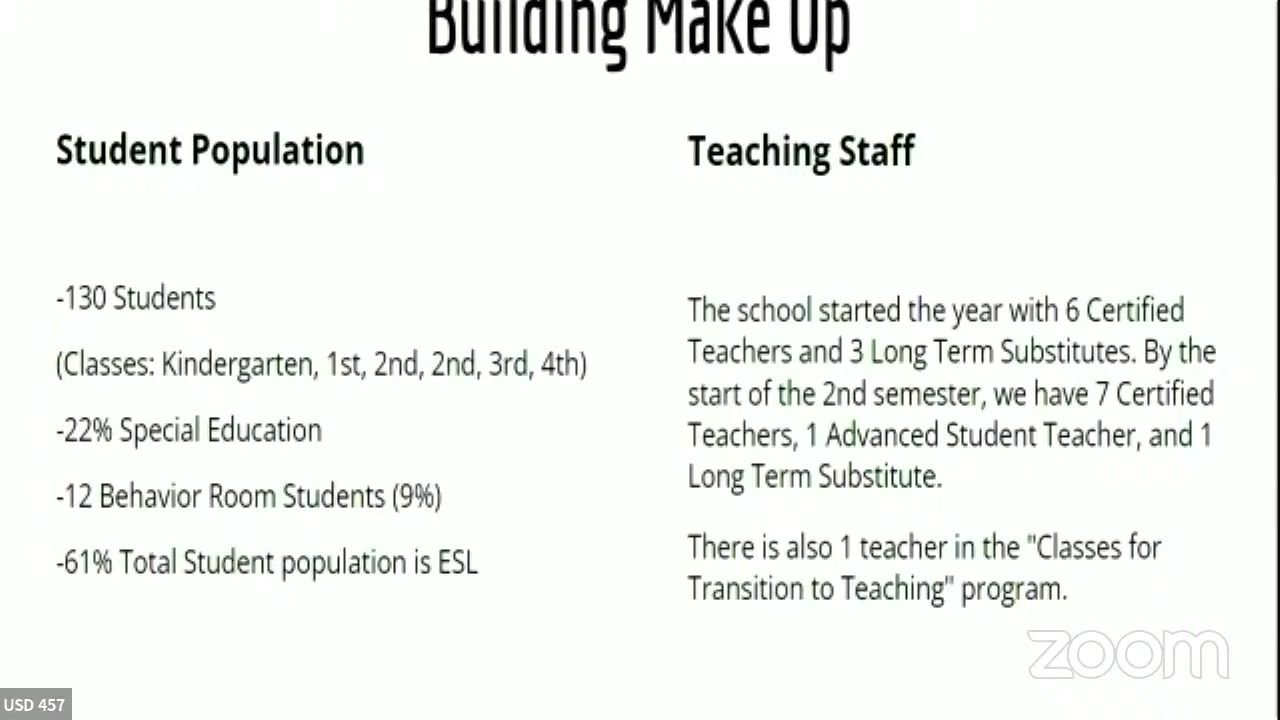 Building Make Up
Student Population
-130 Students
(Classes: Kindergarten, 1st, 2nd, 2nd, 3rd, 4th)
-22% Special Education
-12 Behavior Room Students (9%)
-61% Total Student population is ESL
Teaching Staff
The school started the year with 6 Certified
Teachers and 3 Long Term Substitutes. By the
start of the 2nd semester, we have 7 Certified
Teachers, 1 Advanced Student Teacher, and 1
Long Term Substitute.
There is also 1 teacher in the "Classes for
Transition to Teaching" program.
zoom
USD 457